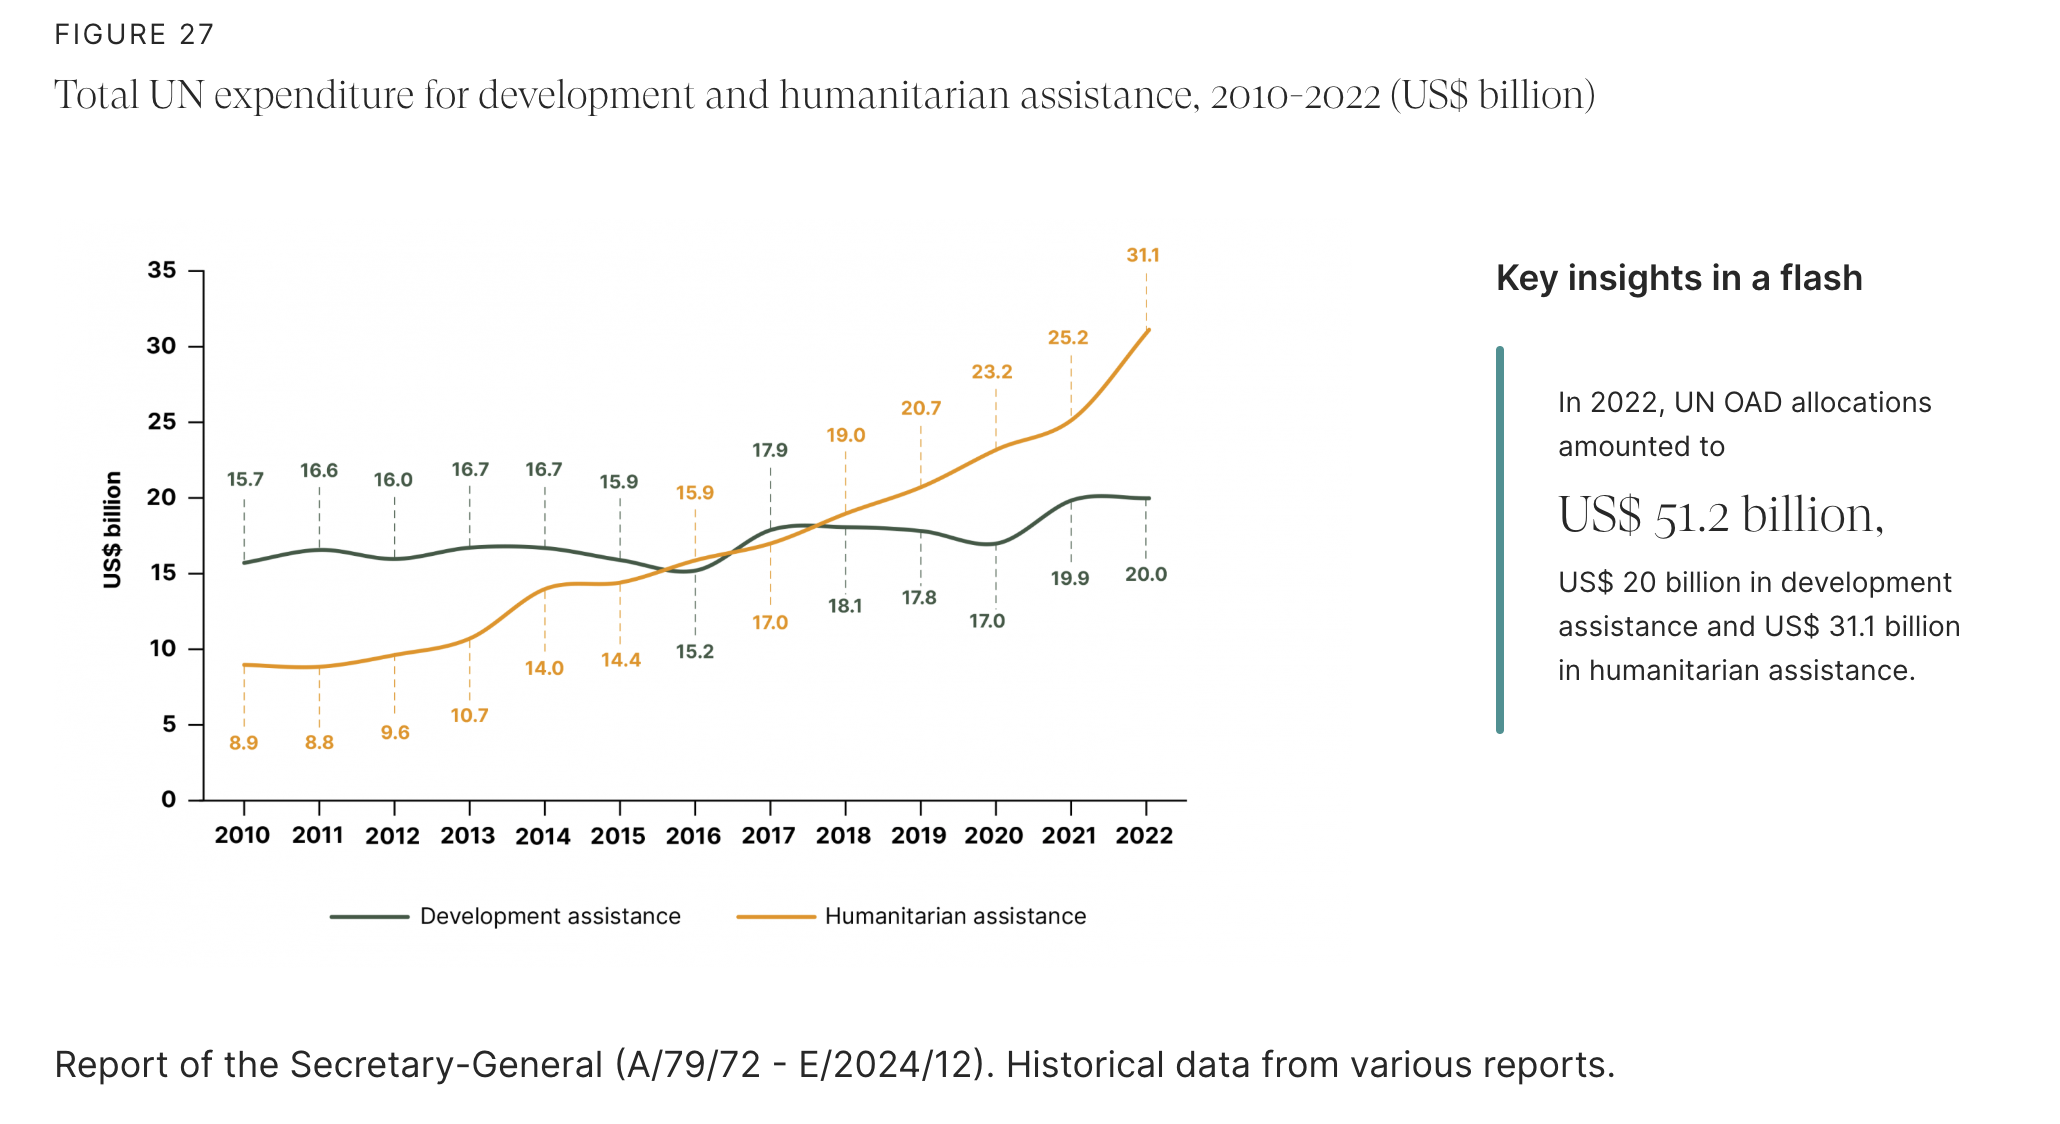 FIGURE 27
Total UN expenditure for development and humanitarian assistance, 2010-2022 (US$ billion)
US$ billion
35
30
25
20
15
10
5
0
15.7
16.6
16.0
16.7
16.7
15.9
15.9
17.9
19.0
20.7
23.2
25.2
31.1
8.9
8.8
9.6
10.7
14.0
14.4
15.2
17.0
18.1
17.8
17.0
19.9
20.0
2010 2011 2012 2013 2014 2015 2016 2017 2018 2019 2020 2021 2022
Development assistance
Humanitarian assistance
Key insights in a flash
In 2022, UN OAD allocations
amounted to
US$ 51.2 billion,
US$ 20 billion in development
assistance and US$ 31.1 billion
in humanitarian assistance.
Report of the Secretary-General (A/79/72 - E/2024/12). Historical data from various reports.